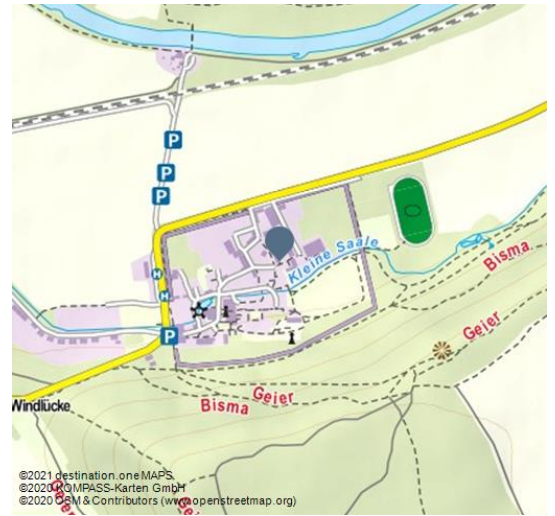 P
P
P
Kleine Saale
H
H
Bisma
P
Geier
Geier
Bisma
Windlücke
©2021 destination.one MAPS,
©2020 KOMPASS-Karten GmbH
©2020 OSM & Contributors (www.openstreetmap.org)